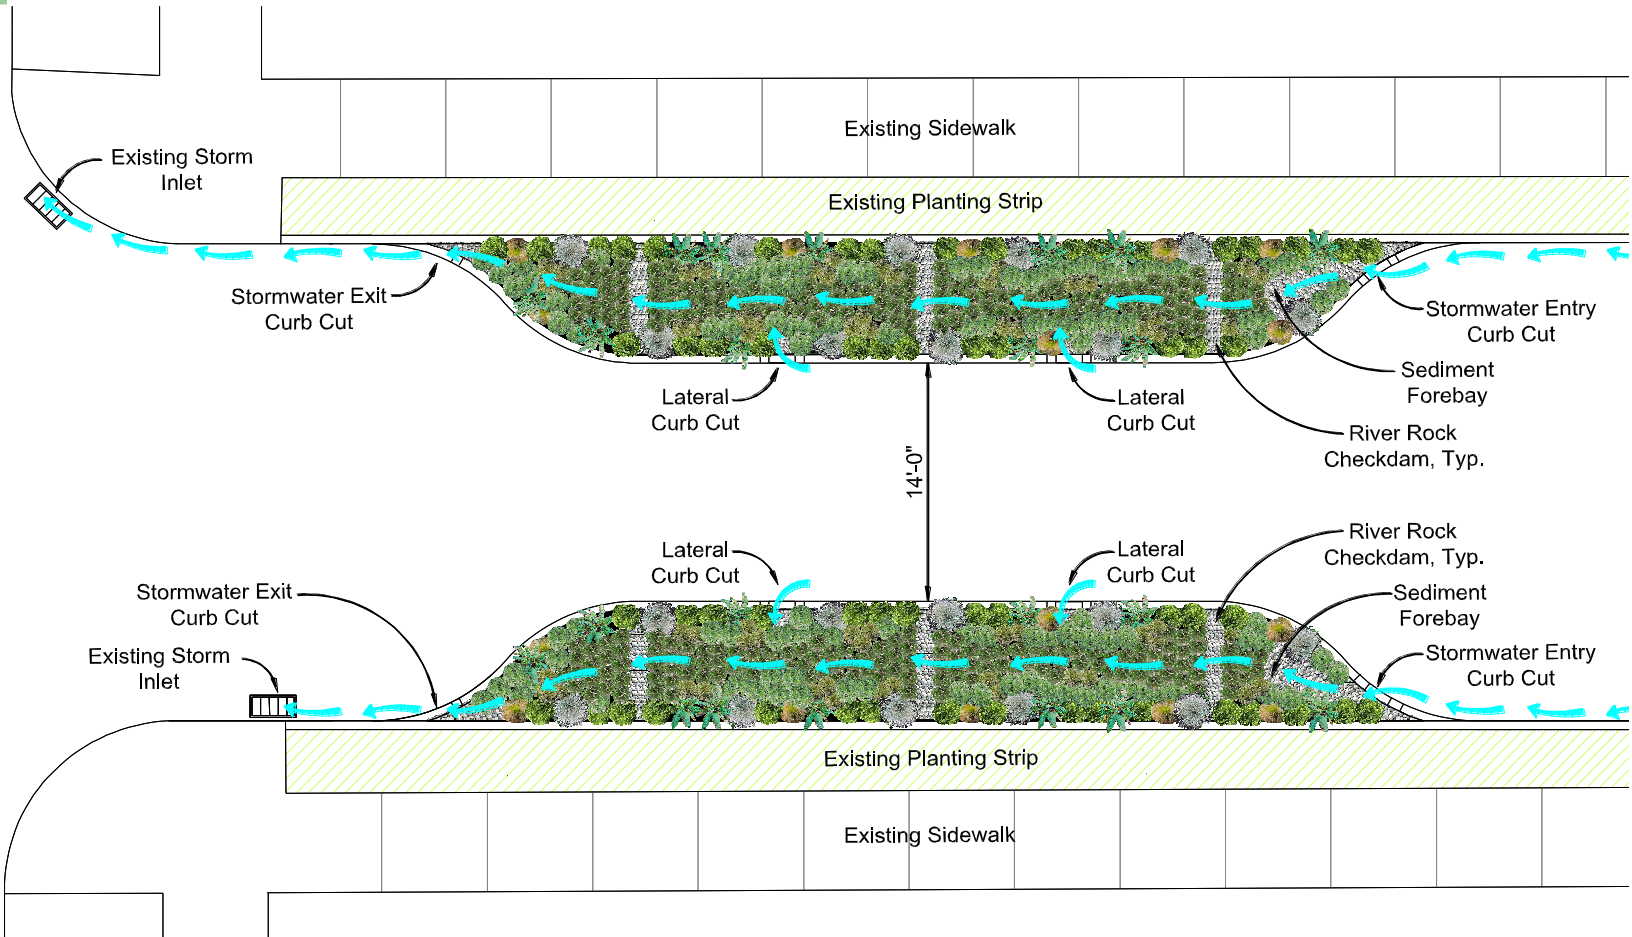 Existing Sidewalk
Existing Storm
Inlet
Existing Planting Strip
Stormwater Exit
Curb Cut
Stormwater Entry
Curb Cut
Sediment
Forebay
Lateral
Curb Cut
Lateral
Curb Cut
River Rock
Checkdam, Typ.
14'-0"
Lateral
Curb Cut
Lateral
Curb Cut
River Rock
Checkdam, Typ.
Stormwater Exit
Curb Cut
Sediment
Forebay
Existing Storm
Inlet
Stormwater Entry
Curb Cut
Existing Planting Strip
Existing Sidewalk